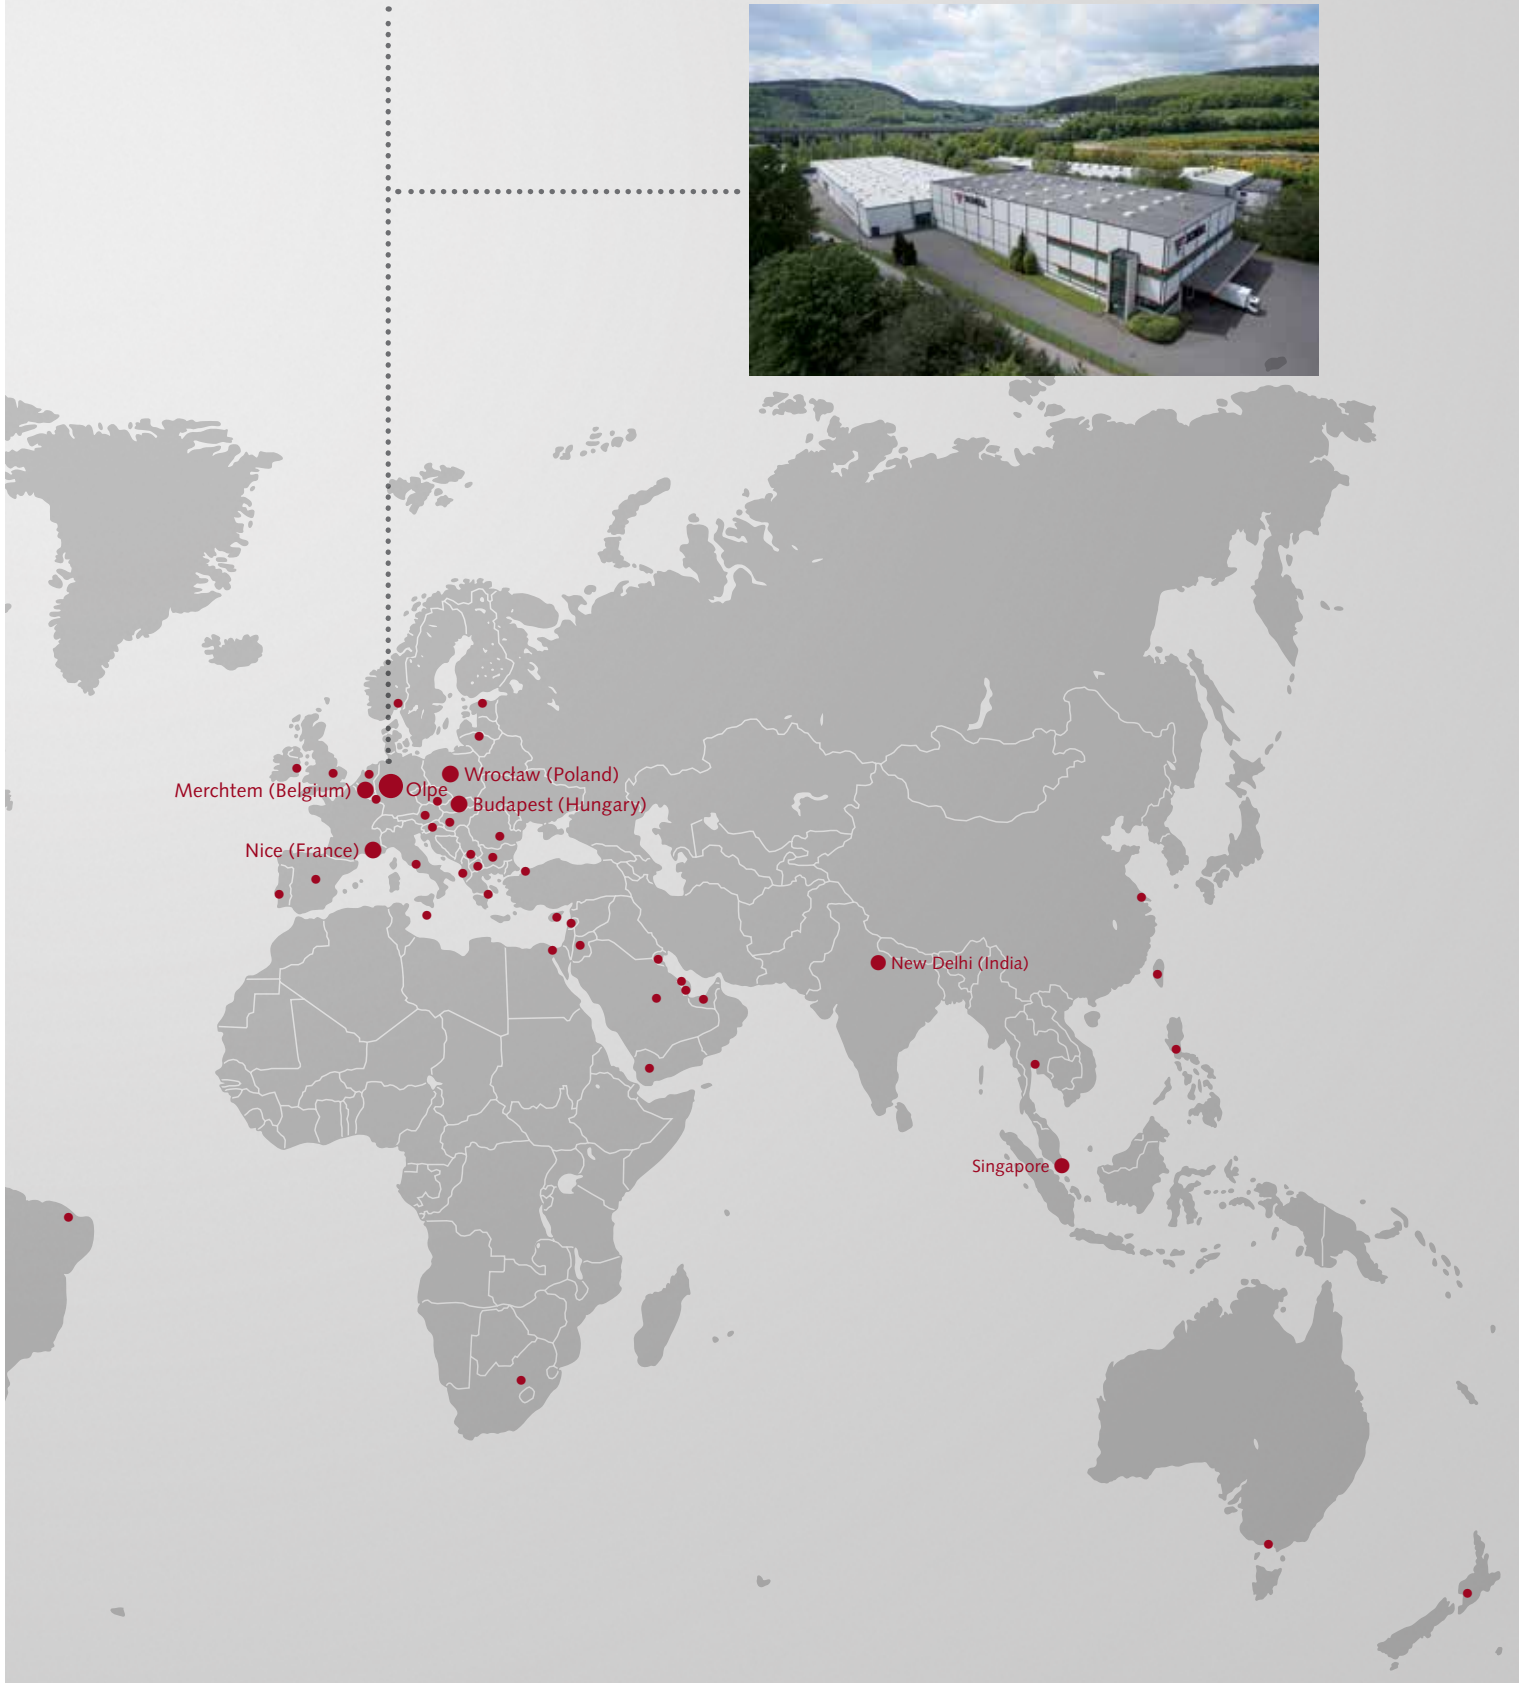 Wrocław (Poland)
Merchtem (Belgium)
Olpe
Budapest (Hungary)
Nice (France)
New Delhi (India)
Singapore